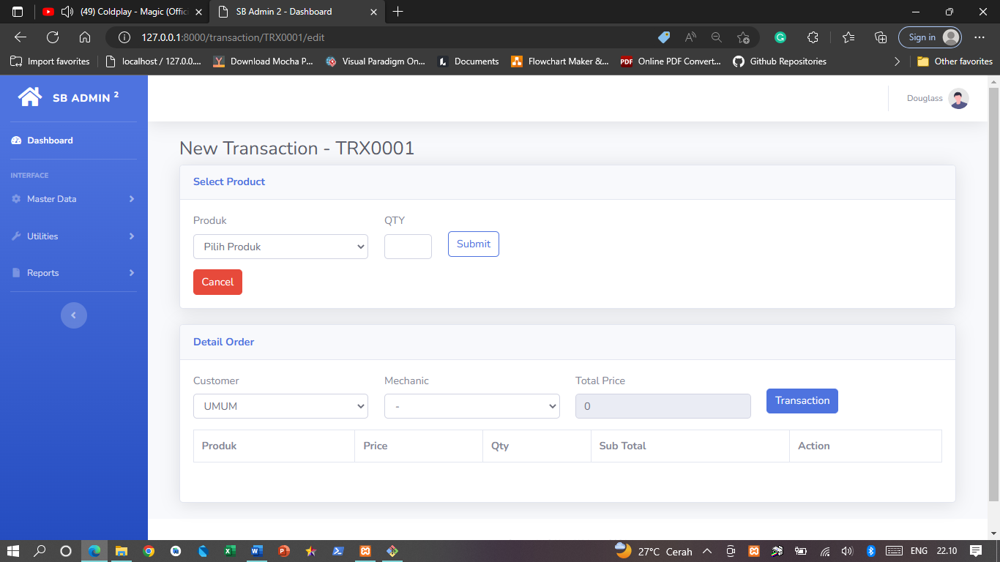 (49) Coldplay - Magic (Offici
SB Admin 2 - Dashboard
127.0.0.1:8000/transaction/TRX0001/edit
Sign in
Import favorites
localhost / 127.0.0....
Download Mocha P...
Visual Paradigm On...
Documents
Flowchart Maker &...
PDF
Online PDF Convert...
Github Repositories
Other favorites
SB ADMIN 2
Douglass
Dashboard
INTERFACE
Master Data
Utilities
Reports
New Transaction - TRX0001
Select Product
Produk
QTY
Pilih Produk
Submit
Cancel
Detail Order
Customer
Mechanic
Total Price
UMUM
-
0
Transaction
Produk
Price
Qty
Sub Total
Action
27°C Cerah
ENG
22.10